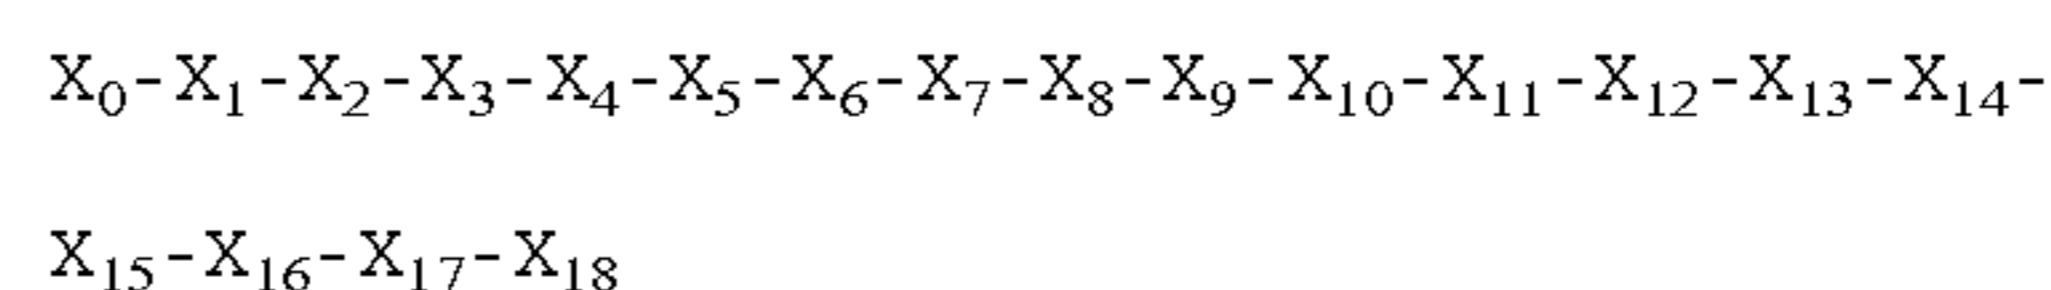 X₀-X₁-X₂-X₃-X₄-X₅-X₆-X₇-X₈-X₉-X₁₀-X₁₁-X₁₂-X₁₃-X₁₄-
X₁₅-X₁₆-X₁₇-X₁₈